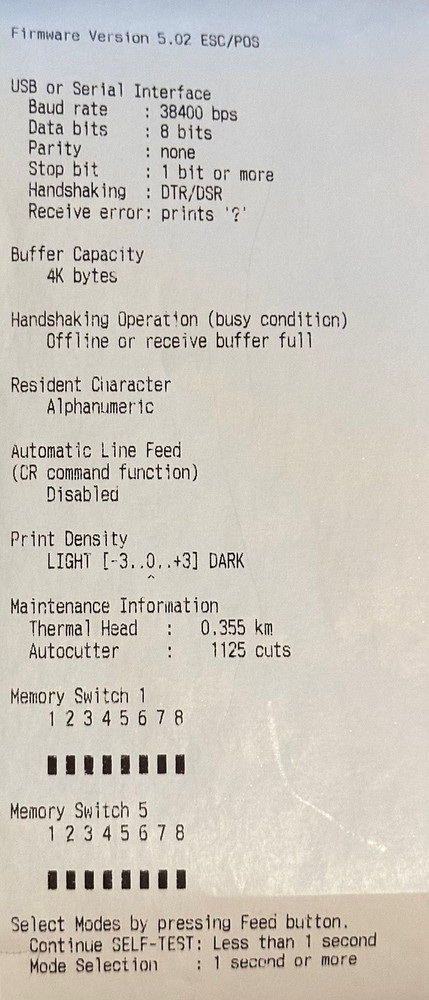 Firmware Version 5.02 ESC/POS
USB or Serial Interface
Baud rate : 38400 bps
Data bits : 8 bits
Parity : none
Stop bit : 1 bit or more
Handshaking : DTR/DSR
Receive error: prints '?'
Buffer Capacity
4K bytes
Handshaking Operation (busy condition)
Offline or receive buffer full
Resident Character
Alphanumeric
Automatic Line Feed
(CR command function)
Disabled
Print Density
LIGHT [-3..0..+3] DARK
^
Maintenance Information
Thermal Head : 0.355 km
Autocutter : 1125 cuts
Memory Switch 1
1 2 3 4 5 6 7 8
Memory Switch 5
1 2 3 4 5 6 7 8
Select Modes by pressing Feed button.
Continue SELF-TEST: Less than 1 second
Mode Selection : 1 second or more